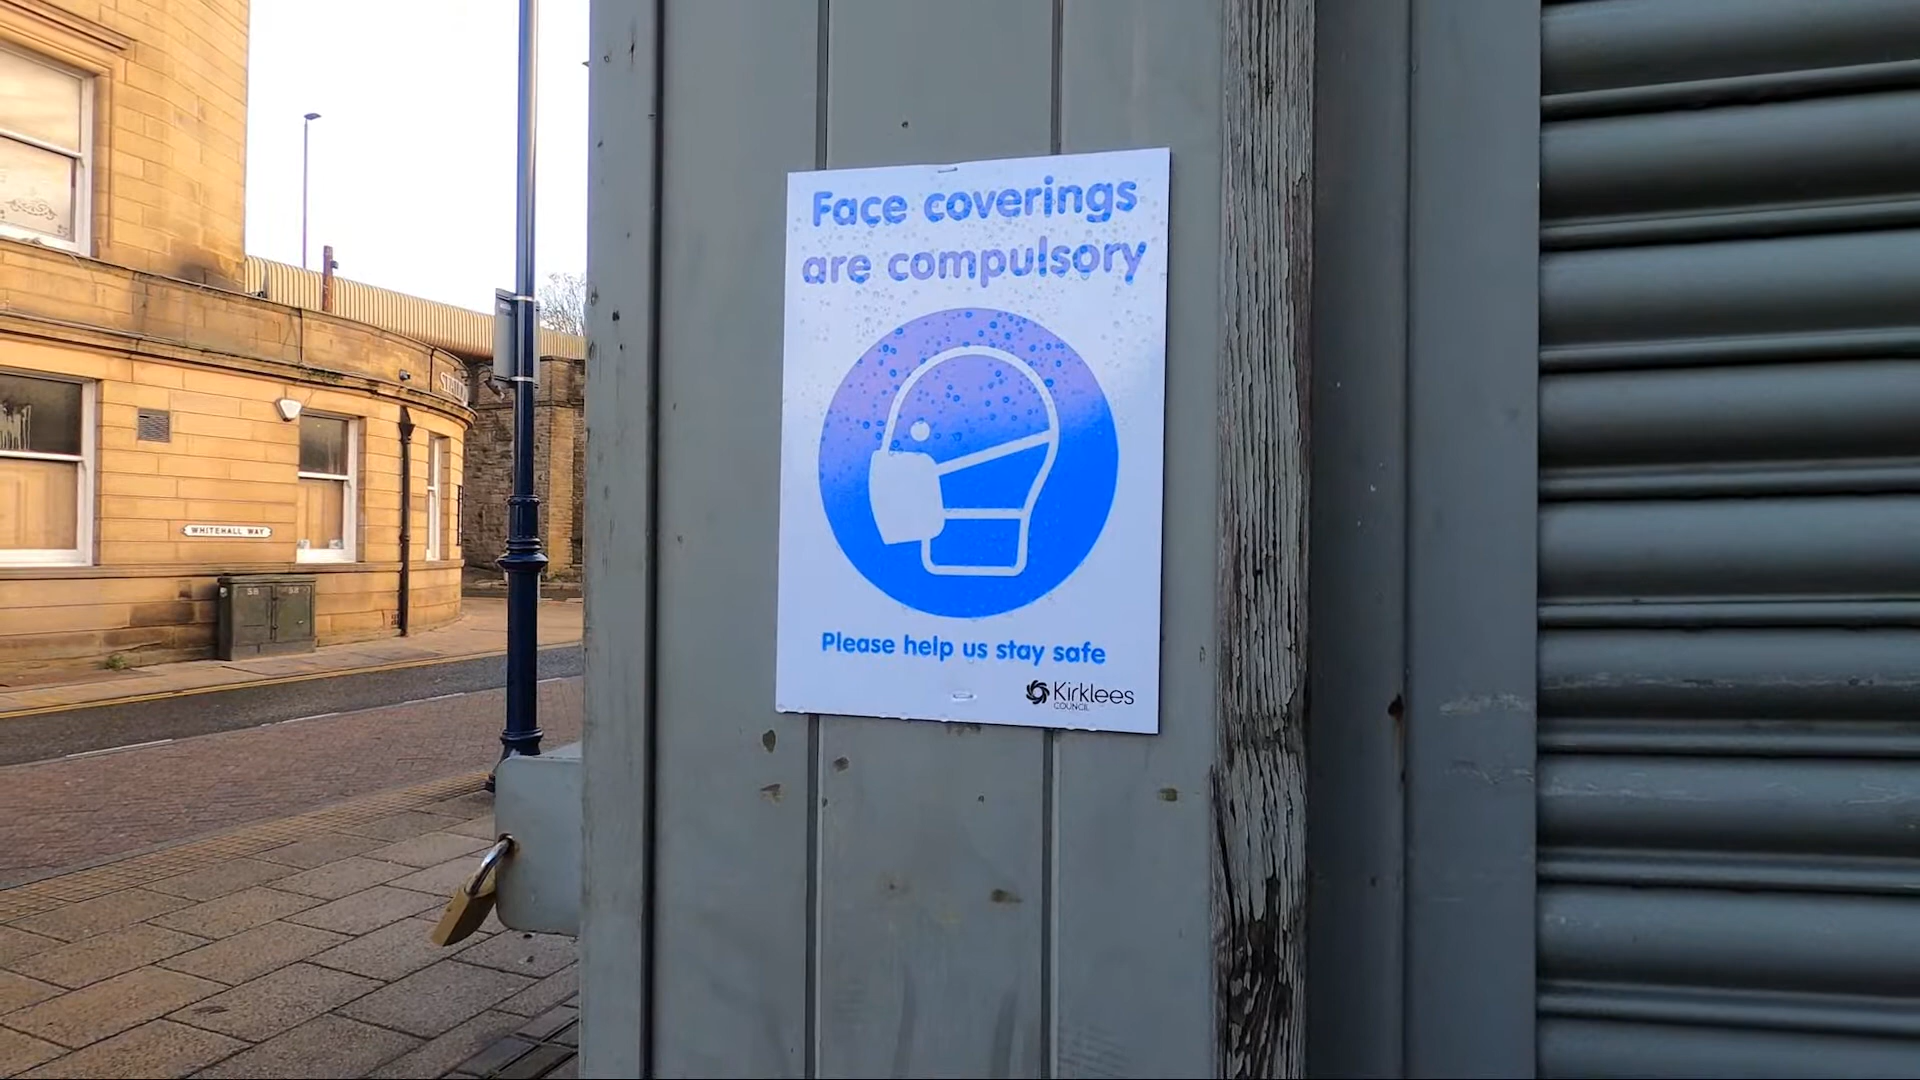 Face coverings
are compulsory
Please help us stay safe
Kirklees
COUNCIL
WHITEHALL WAY